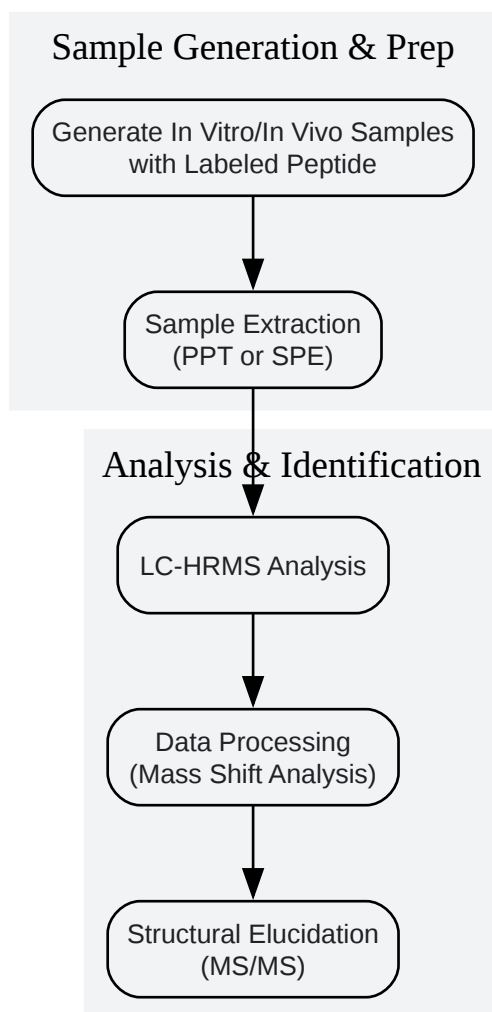 Sample Generation & Prep
Generate In Vitro/In Vivo Samples
with Labeled Peptide
Sample Extraction
(PPT or SPE)
Analysis & Identification
LC-HRMS Analysis
Data Processing
(Mass Shift Analysis)
Structural Elucidation
(MS/MS)